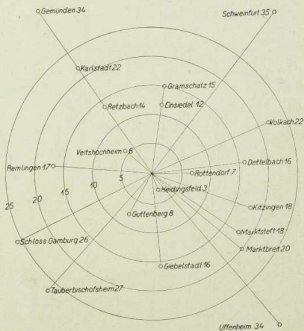 Gemünden 34
Schweinfurt 35
Karlstadt 22
Gramschatz 15
Retzbach 14
Einsiedel 12
Volkach 22
Veitshöchheim 6
Dettelbach 16
Remlingen 17
Rottendorf 7
Heidingsfeld 3
25 20 15 10 5
Kitzingen 18
Guttenberg 8
Marktsteft 18
Schloss Gamburg 26
Marktbreit 20
Giebelstadt 16
Tauberbischofsheim 27
Uffenheim 34